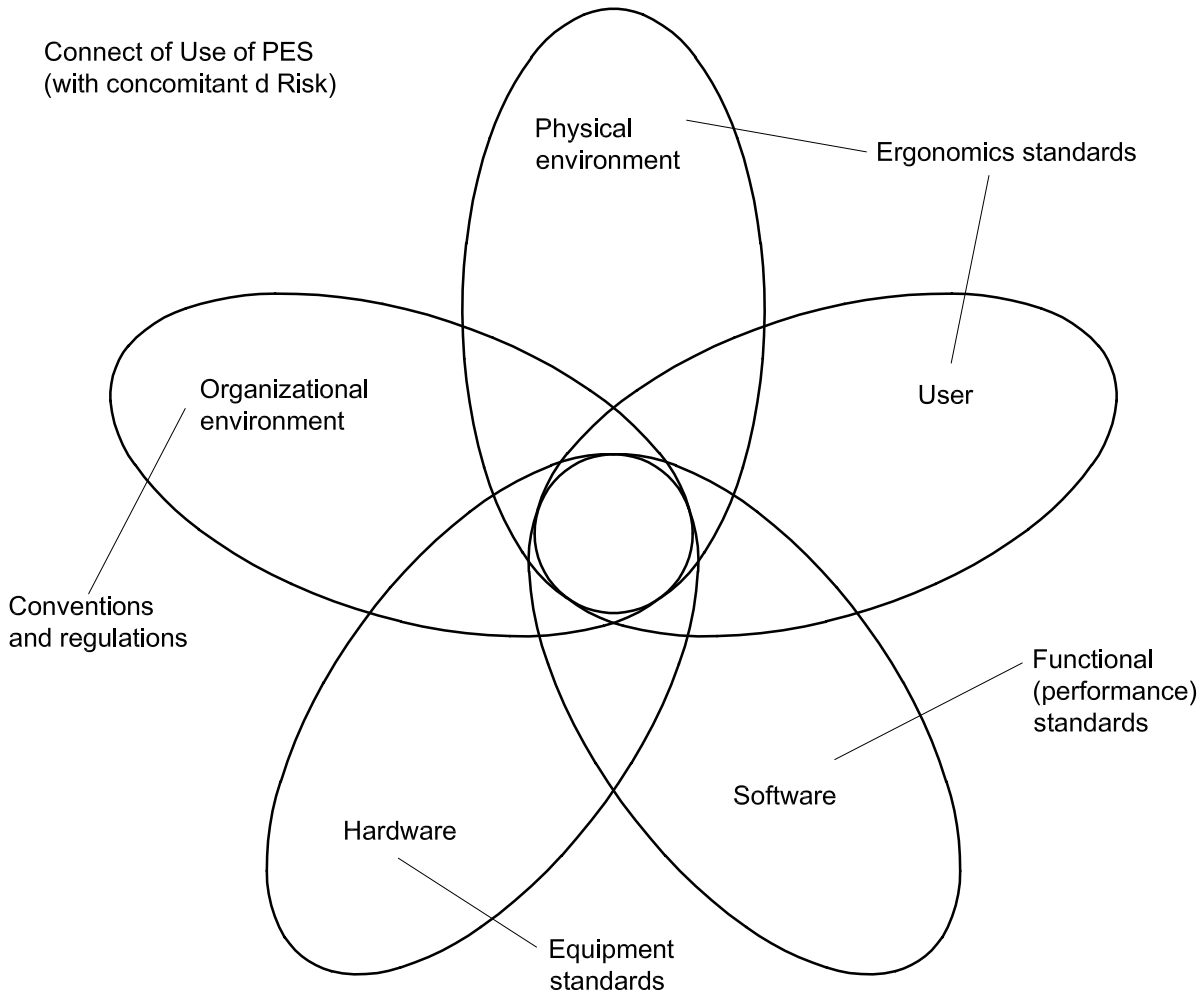 Connect of Use of PES
(with concomitant d Risk)
Physical
environment
Ergonomics standards
Organizational
environment
User
Conventions
and regulations
Functional
(performance)
standards
Software
Hardware
Equipment
standards